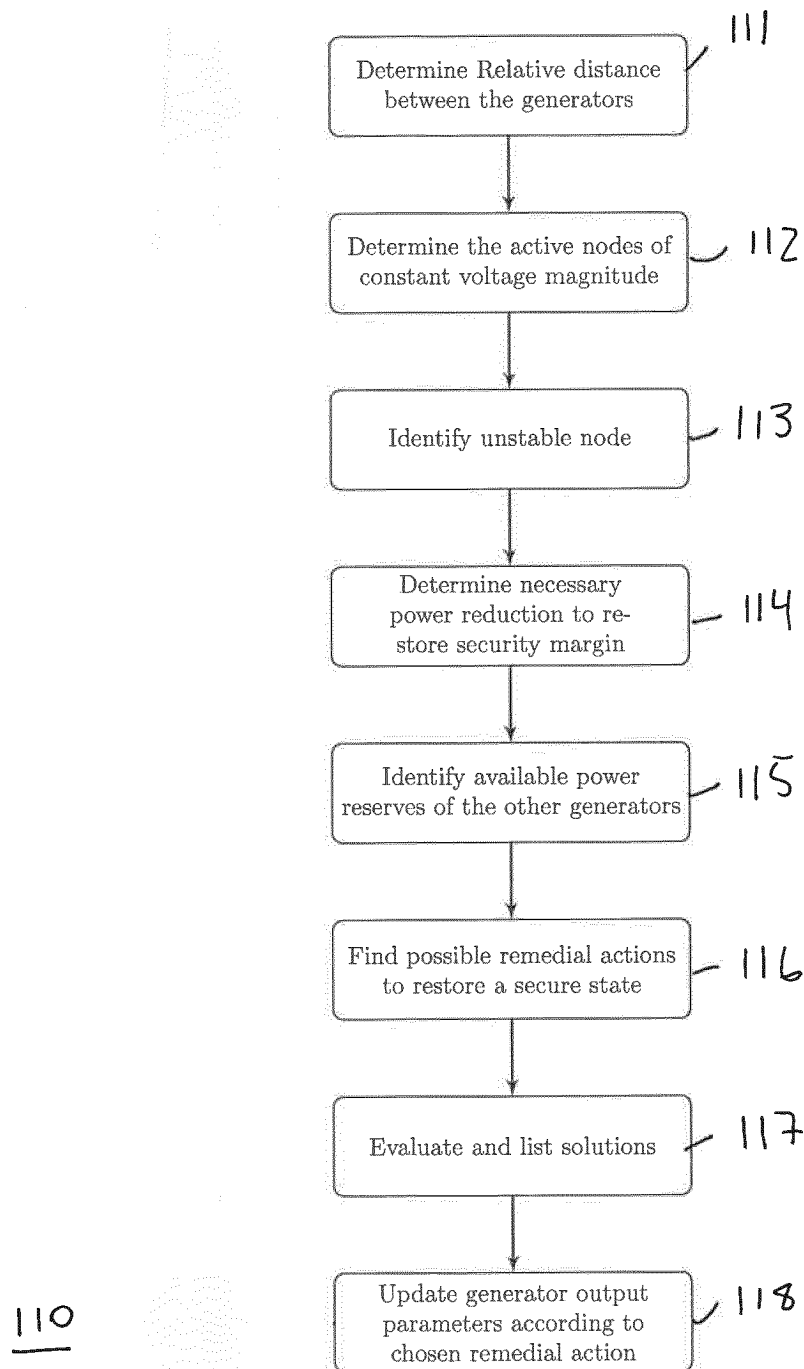 111
Determine Relative distance
between the generators
112
Determine the active nodes of
constant voltage magnitude
113
Identify unstable node
114
Determine necessary
power reduction to re-
store security margin
115
Identify available power
reserves of the other generators
116
Find possible remedial actions
to restore a secure state
117
Evaluate and list solutions
118
Update generator output
parameters according to
chosen remedial action
110